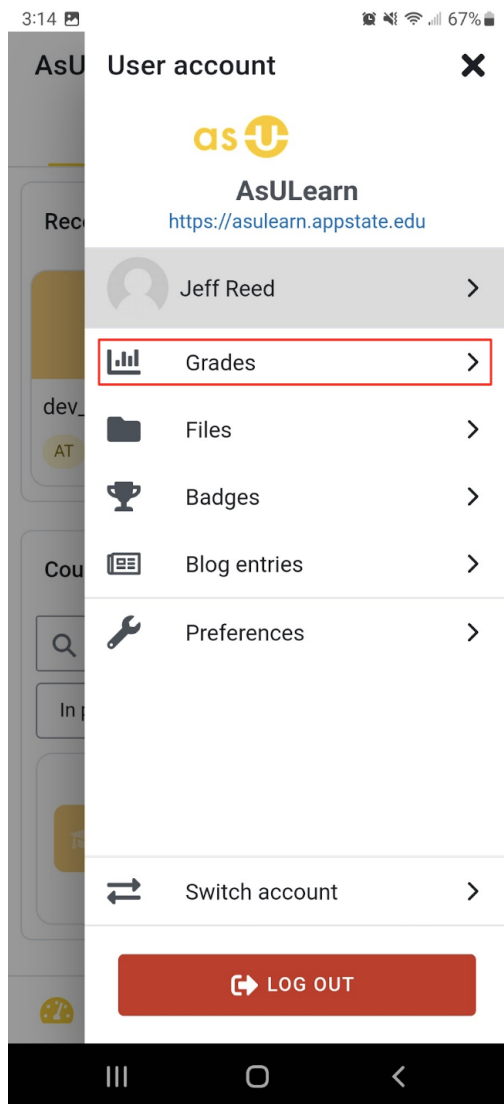 3:14 67%
AsU
User account
asU
AsULearn
https://asulearn.appstate.edu
Rec
Jeff Reed
Grades
dev_
Files
AT
Badges
Cou
Blog entries
Preferences
In p
Switch account
LOG OUT